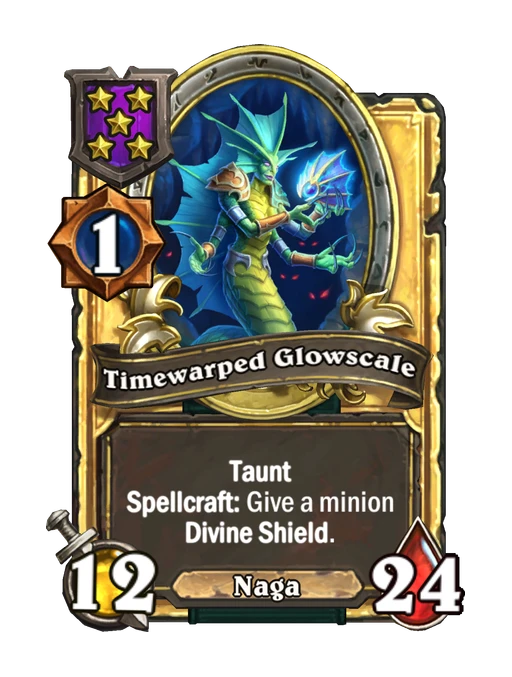 1
Timewarped Glowscale
Taunt
Spellcraft: Give a minion
Divine Shield.
12
Naga
24